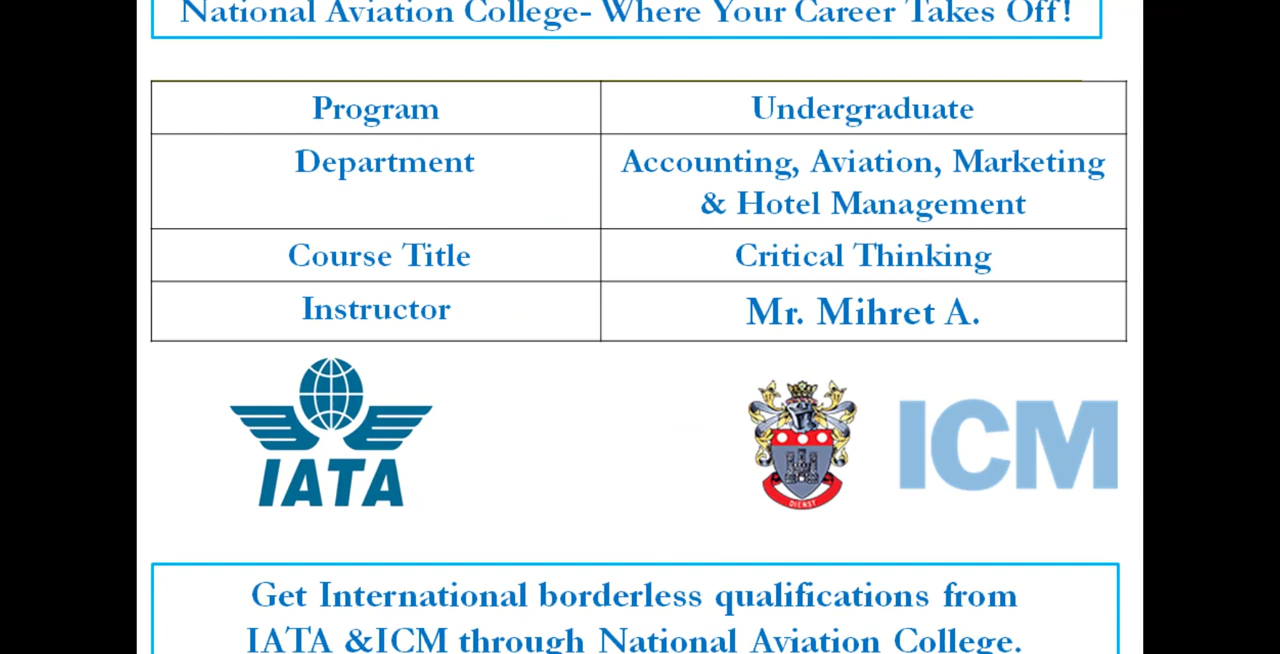 National Aviation College- Where Your Career Takes Off!
Program
Undergraduate
Department
Accounting, Aviation, Marketing
& Hotel Management
Course Title
Critical Thinking
Instructor
Mr. Mihret A.
IATA
DIENST
ICM
Get International borderless qualifications from
IATA &ICM through National Aviation College.